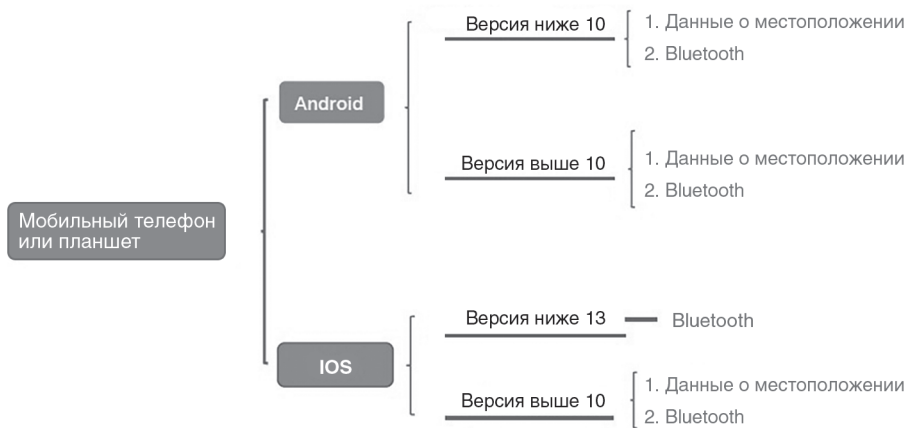 Мобильный телефон
или планшет
Android
Версия ниже 10
1. Данные о местоположении
2. Bluetooth
Версия выше 10
1. Данные о местоположении
2. Bluetooth
IOS
Версия ниже 13
Bluetooth
Версия выше 10
1. Данные о местоположении
2. Bluetooth